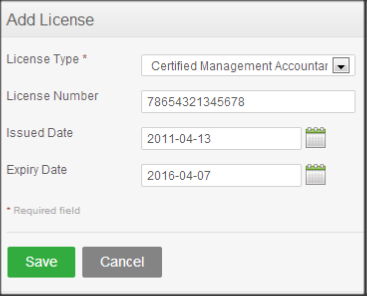 Add License
License Type * Certified Management Accountar
License Number 78654321345678
Issued Date 2011-04-13
Expiry Date 2016-04-07
* Required field
Save Cancel